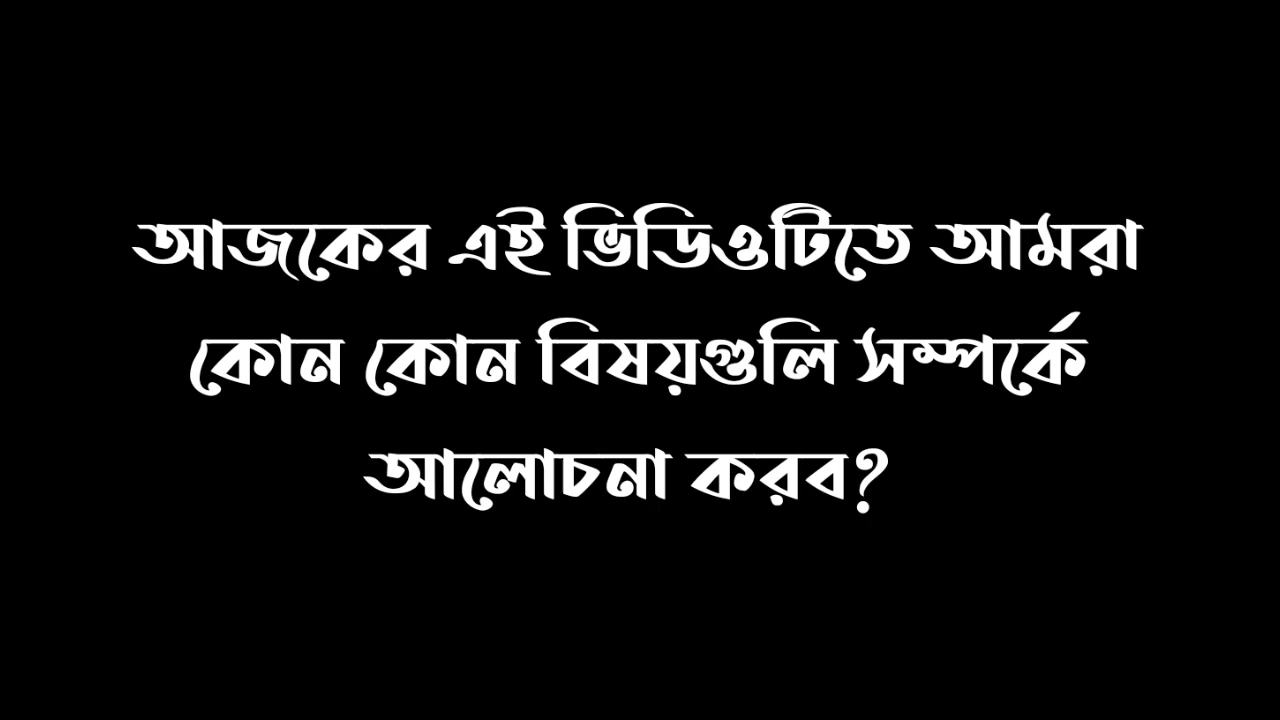 আজকের এই ভিডিওটিতে আমরা
কোন কোন বিষয়গুলি সম্পর্কে
আলোচনা করব?